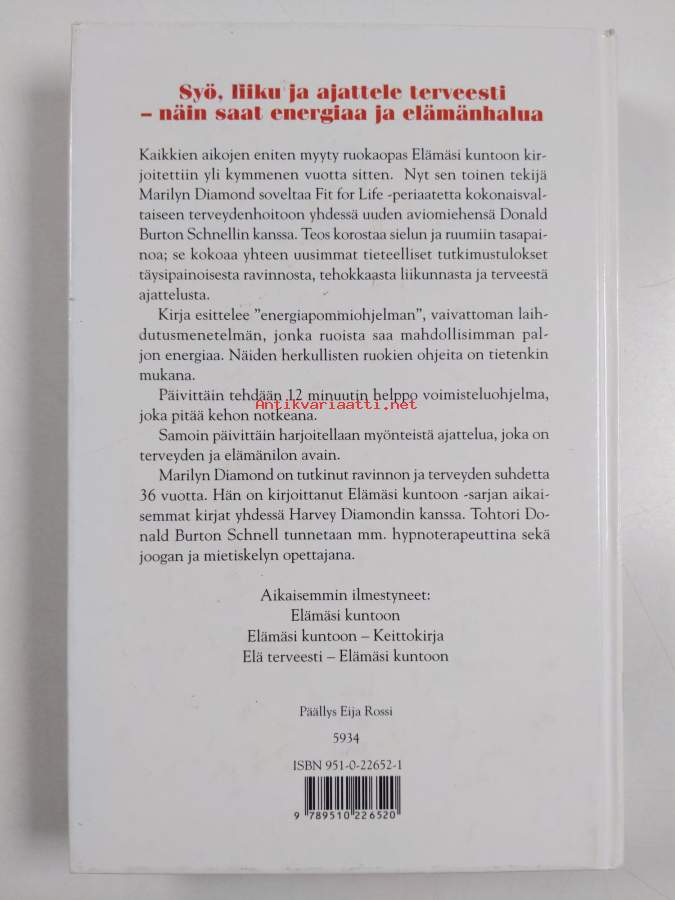 Syö, liiku ja ajattele terveesti
– näin saat energiaa ja elämänhalua
Kaikkien aikojen eniten myyty ruokaopas Elämäsi kuntoon kir-
joitettiin yli kymmenen vuotta sitten. Nyt sen toinen tekijä
Marilyn Diamond soveltaa Fit for Life -periaatetta kokonaisval-
taiseen terveydenhoitoon yhdessä uuden aviomiehensä Donald
Burton Schnellin kanssa. Teos korostaa sielun ja ruumiin tasapai-
noa; se kokoaa yhteen uusimmat tieteelliset tutkimustulokset
täysipainoisesta ravinnosta, tehokkaasta liikunnasta ja terveestä
ajattelusta.
Kirja esittelee ”energiapommiohjelman”, vaivattoman laih-
dutusmenetelmän, jonka ruoista saa mahdollisimman pal-
jon energiaa. Näiden herkullisten ruokien ohjeita on tietenkin
mukana.
Päivittäin tehdään 12 minuutin helppo voimisteluohjelma,
joka pitää kehon notkeana.
Antikvariaatti.net
Samoin päivittäin harjoitellaan myönteistä ajattelua, joka on
terveyden ja elämänilon avain.
Marilyn Diamond on tutkinut ravinnon ja terveyden suhdetta
36 vuotta. Hän on kirjoittanut Elämäsi kuntoon -sarjan aikai-
semmat kirjat yhdessä Harvey Diamondin kanssa. Tohtori Do-
nald Burton Schnell tunnetaan mm. hypnoterapeuttina sekä
joogan ja mietiskelyn opettajana.
Aikaisemmin ilmestyneet:
Elämäsi kuntoon
Elämäsi kuntoon – Keittokirja
Elä terveesti – Elämäsi kuntoon
Päällys Eija Rossi
5934
ISBN 951-0-22652-1
9 789510 226520